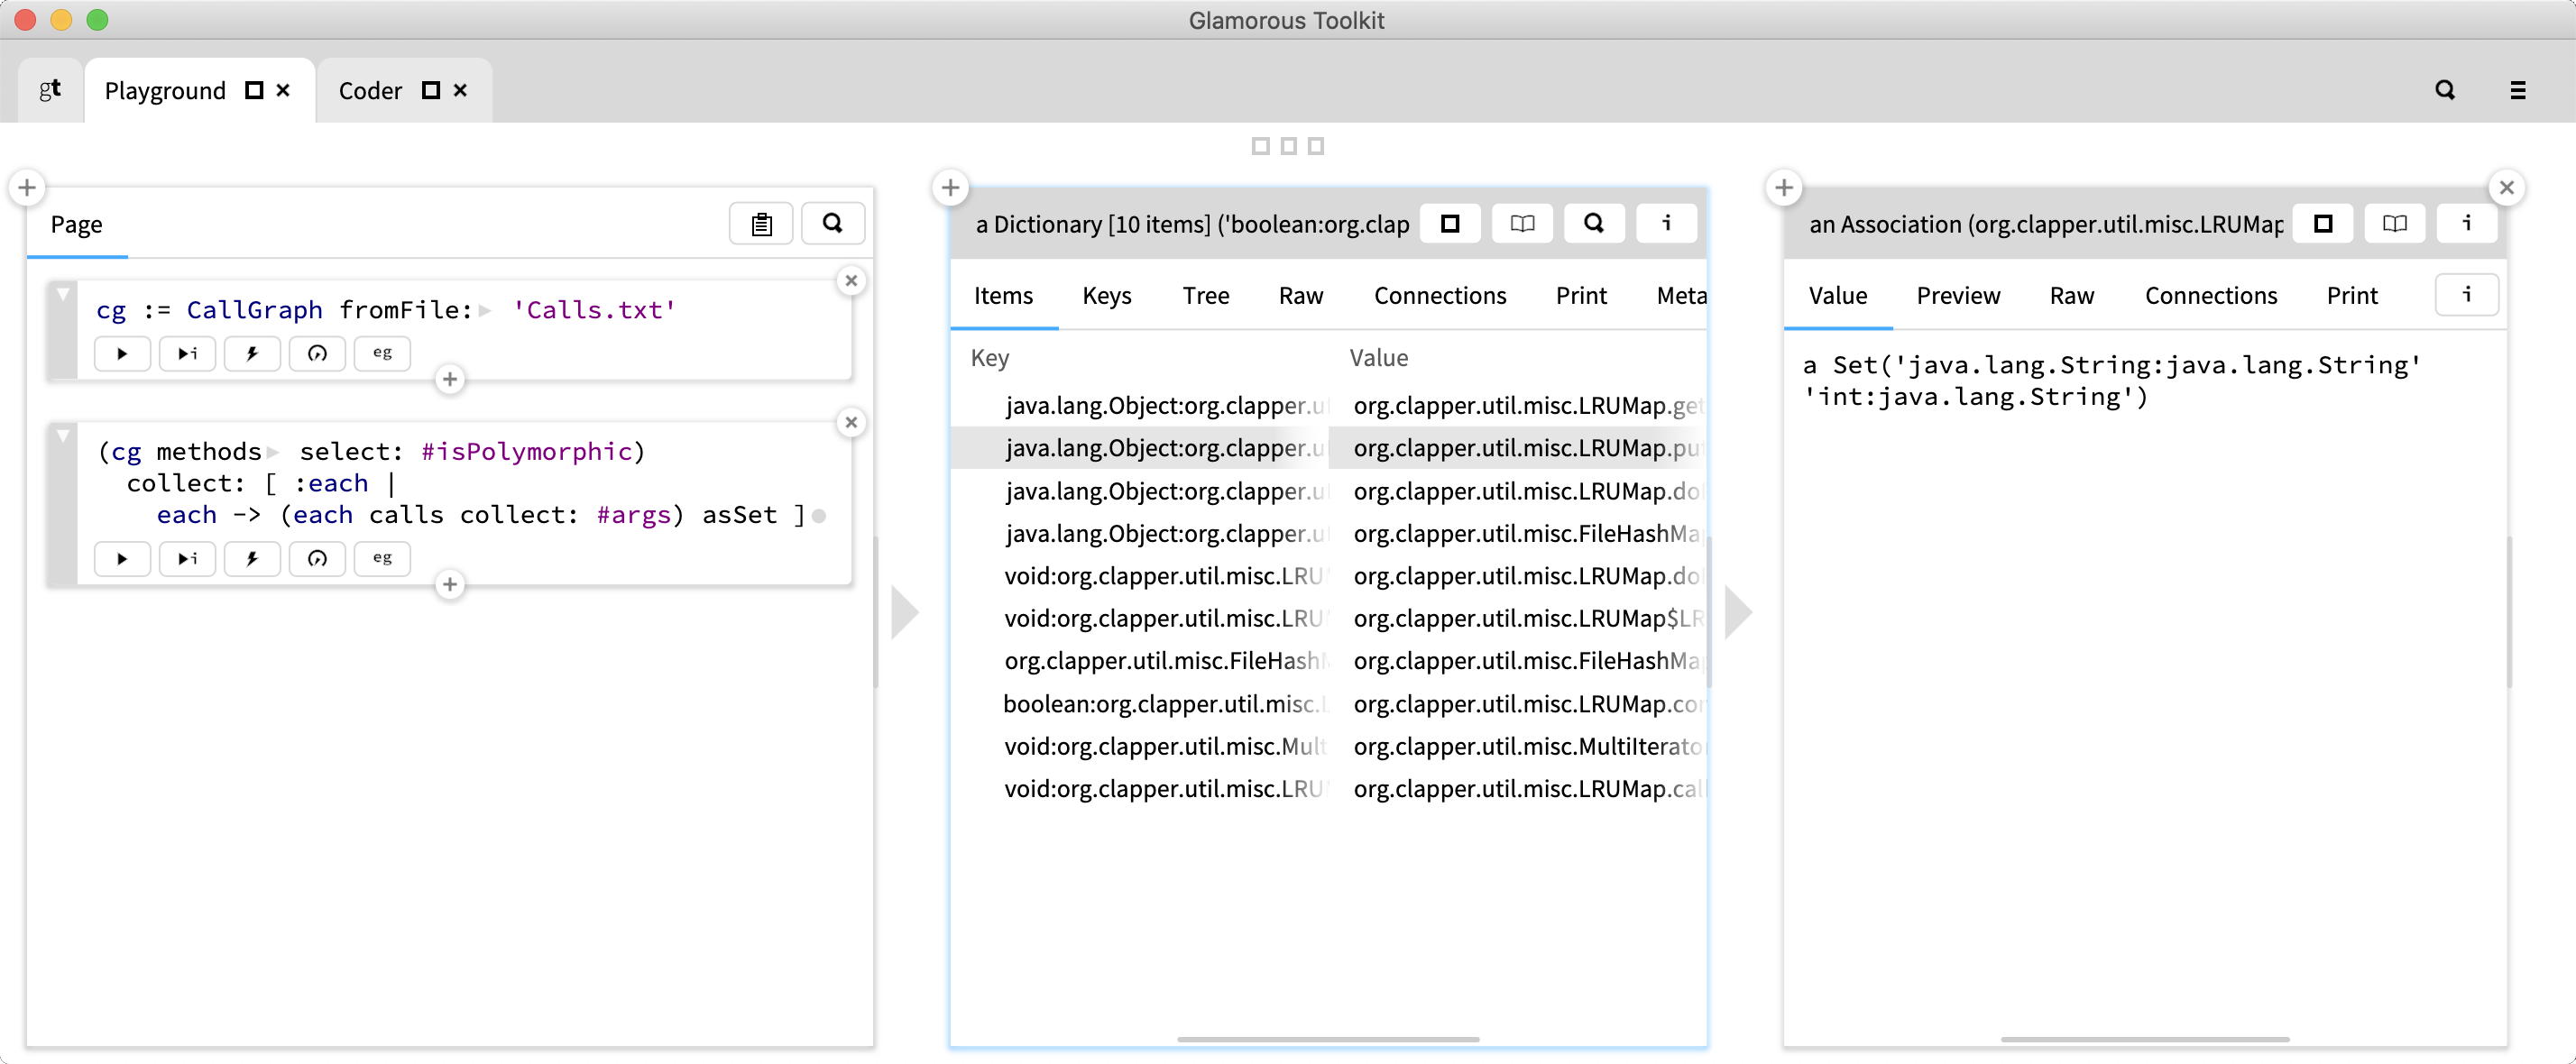 Glamorous Toolkit
gt
Playground
Coder
Page
cg := CallGraph fromFile: 'Calls.txt'
i
eg
(cg methods select: #isPolymorphic)
collect: [ :each |
each -> (each calls collect: #args) asSet ]
i
eg
a Dictionary [10 items] ('boolean:org.clap
i
Items Keys Tree Raw Connections Print Meta
Key Value
java.lang.Object:org.clapper.u org.clapper.util.misc.LRUMap.get
java.lang.Object:org.clapper.u org.clapper.util.misc.LRUMap.pu
java.lang.Object:org.clapper.u org.clapper.util.misc.LRUMap.do
java.lang.Object:org.clapper.u org.clapper.util.misc.FileHashMa
void:org.clapper.util.misc.LRU org.clapper.util.misc.LRUMap.do
void:org.clapper.util.misc.LRU org.clapper.util.misc.LRUMap$LR
org.clapper.util.misc.FileHash org.clapper.util.misc.FileHashMa
boolean:org.clapper.util.misc. org.clapper.util.misc.LRUMap.con
void:org.clapper.util.misc.Mult org.clapper.util.misc.MultiIterato
void:org.clapper.util.misc.LRU org.clapper.util.misc.LRUMap.cal
an Association (org.clapper.util.misc.LRUMap
i
Value Preview Raw Connections Print
i
a Set('java.lang.String:java.lang.String'
'int:java.lang.String')